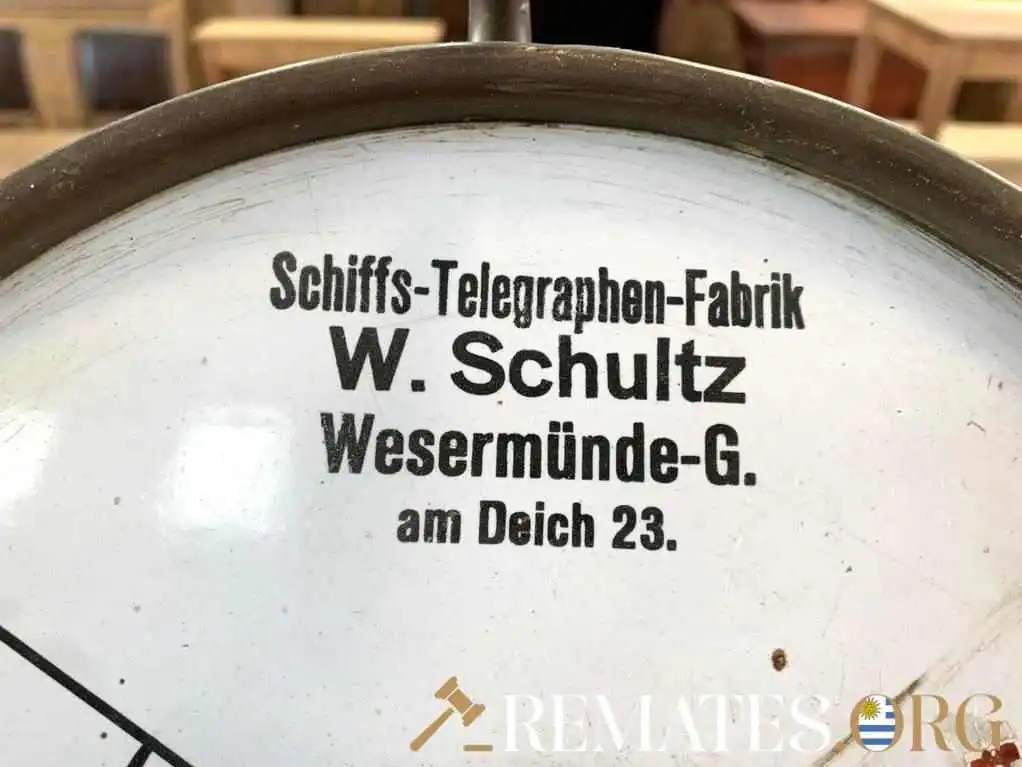 Schiffs-Telegraphen-Fabrik
W. Schultz
Wesermünde-G.
am Deich 23.
REMATES.ORG